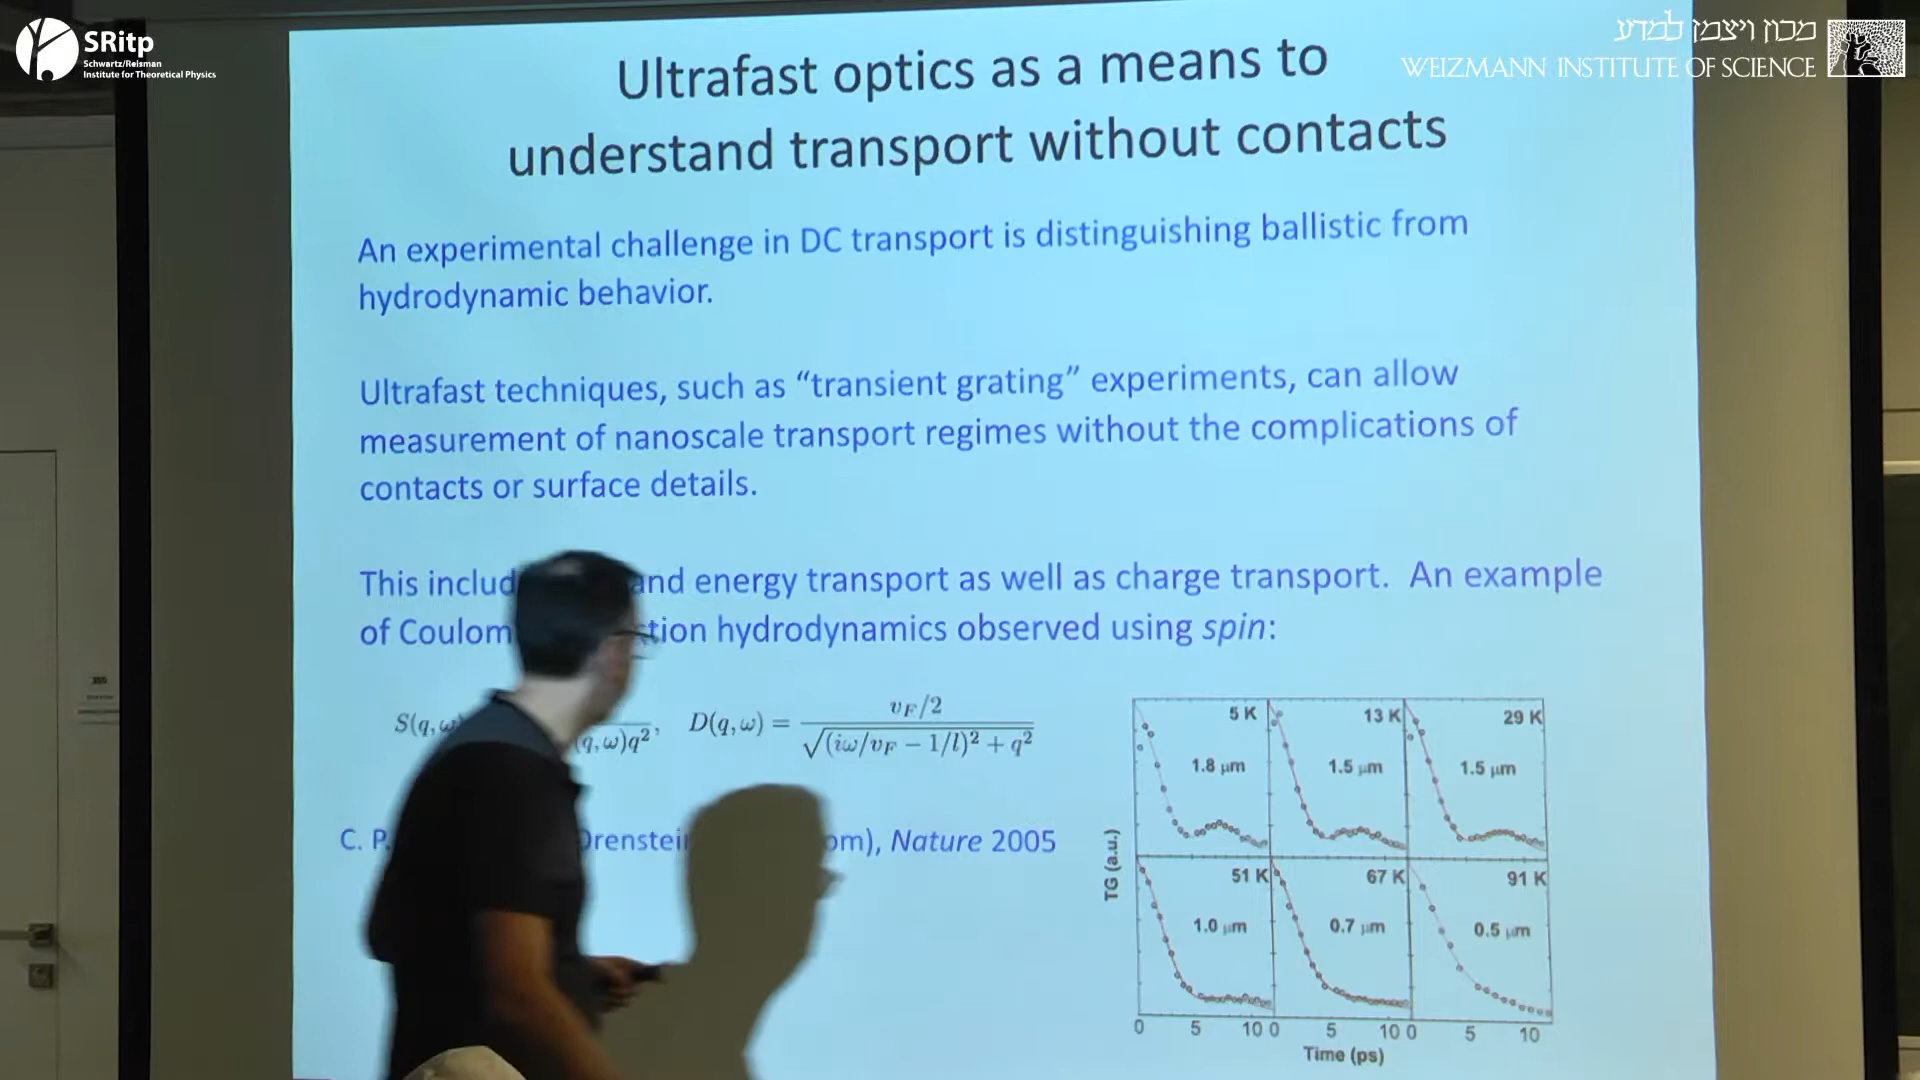 SRitp
Schwartz/Reisman
Institute for Theoretical Physics
מכון ויצמן למדע
WEIZMANN INSTITUTE OF SCIENCE
Ultrafast optics as a means to
understand transport without contacts
An experimental challenge in DC transport is distinguishing ballistic from
hydrodynamic behavior.
Ultrafast techniques, such as “transient grating” experiments, can allow
measurement of nanoscale transport regimes without the complications of
contacts or surface details.
This includ and energy transport as well as charge transport. An example
of Coulom tion hydrodynamics observed using spin:
S(q,ω (q,ω)q², D(q,ω) = v_F/2 / √((iω/v_F − 1/l)² + q²)
C. P. Orenstei om), Nature 2005
5 K 13 K 29 K
1.8 μm 1.5 μm 1.5 μm
51 K 67 K 91 K
1.0 μm 0.7 μm 0.5 μm
TG (a.u.)
0 5 10 0 5 10 0 5 10
Time (ps)